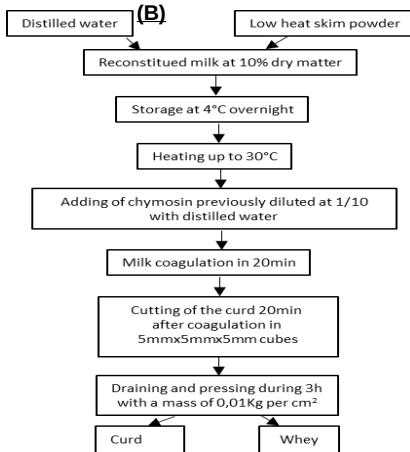 Distilled water
(B)
Low heat skim powder
Reconstitued milk at 10% dry matter
Storage at 4°C overnight
Heating up to 30°C
Adding of chymosin previously diluted at 1/10
with distilled water
Milk coagulation in 20min
Cutting of the curd 20min
after coagulation in
5mmx5mmx5mm cubes
Draining and pressing during 3h
with a mass of 0,01Kg per cm²
Curd
Whey